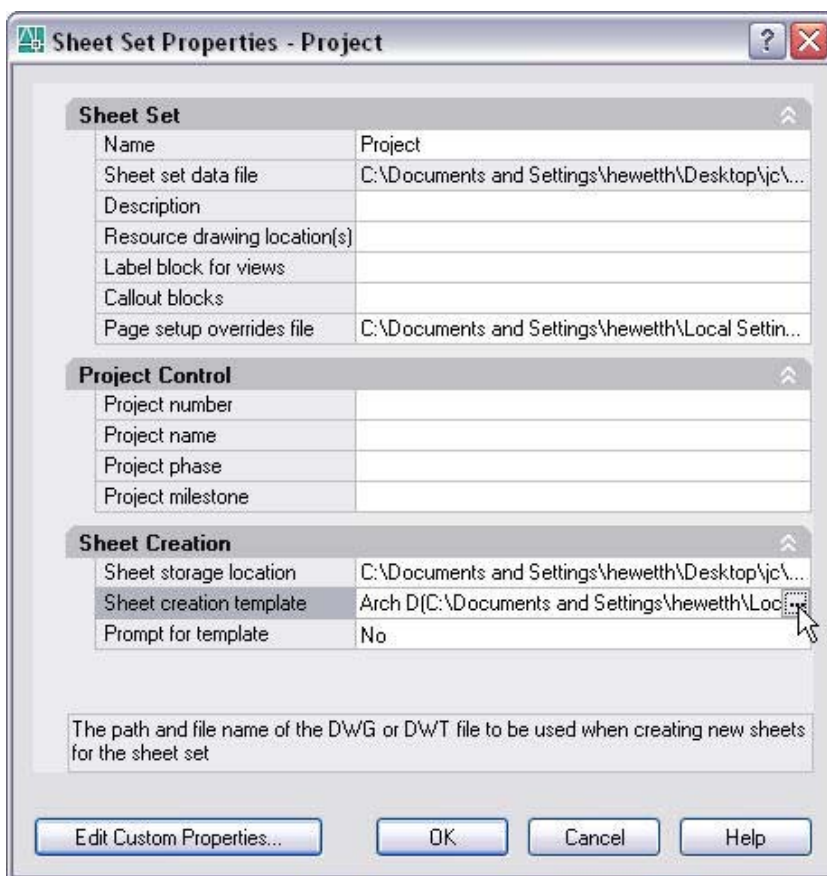 Sheet Set Properties - Project
Sheet Set
Name Project
Sheet set data file C:\Documents and Settings\hewetth\Desktop\jc\...
Description
Resource drawing location(s)
Label block for views
Callout blocks
Page setup overrides file C:\Documents and Settings\hewetth\Local Settin...
Project Control
Project number
Project name
Project phase
Project milestone
Sheet Creation
Sheet storage location C:\Documents and Settings\hewetth\Desktop\jc\...
Sheet creation template Arch D(C:\Documents and Settings\hewetth\Loc ...
Prompt for template No
The path and file name of the DWG or DWT file to be used when creating new sheets
for the sheet set
Edit Custom Properties... OK Cancel Help